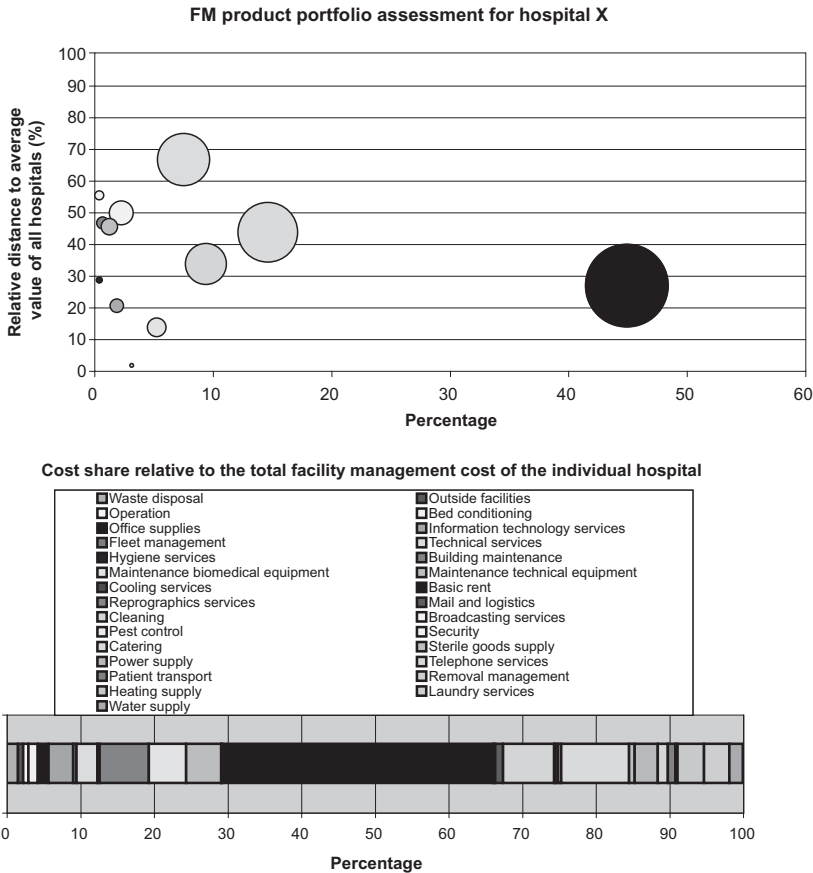 FM product portfolio assessment for hospital X
100
90
80
70
60
50
40
30
20
10
0
Relative distance to average
value of all hospitals (%)
0 10 20 30 40 50 60
Percentage
Cost share relative to the total facility management cost of the individual hospital
Waste disposal
Operation
Office supplies
Fleet management
Hygiene services
Maintenance biomedical equipment
Cooling services
Reprographics services
Cleaning
Pest control
Catering
Power supply
Patient transport
Heating supply
Water supply
Outside facilities
Bed conditioning
Information technology services
Technical services
Building maintenance
Maintenance technical equipment
Basic rent
Mail and logistics
Broadcasting services
Security
Sterile goods supply
Telephone services
Removal management
Laundry services
0 10 20 30 40 50 60 70 80 90 100
Percentage